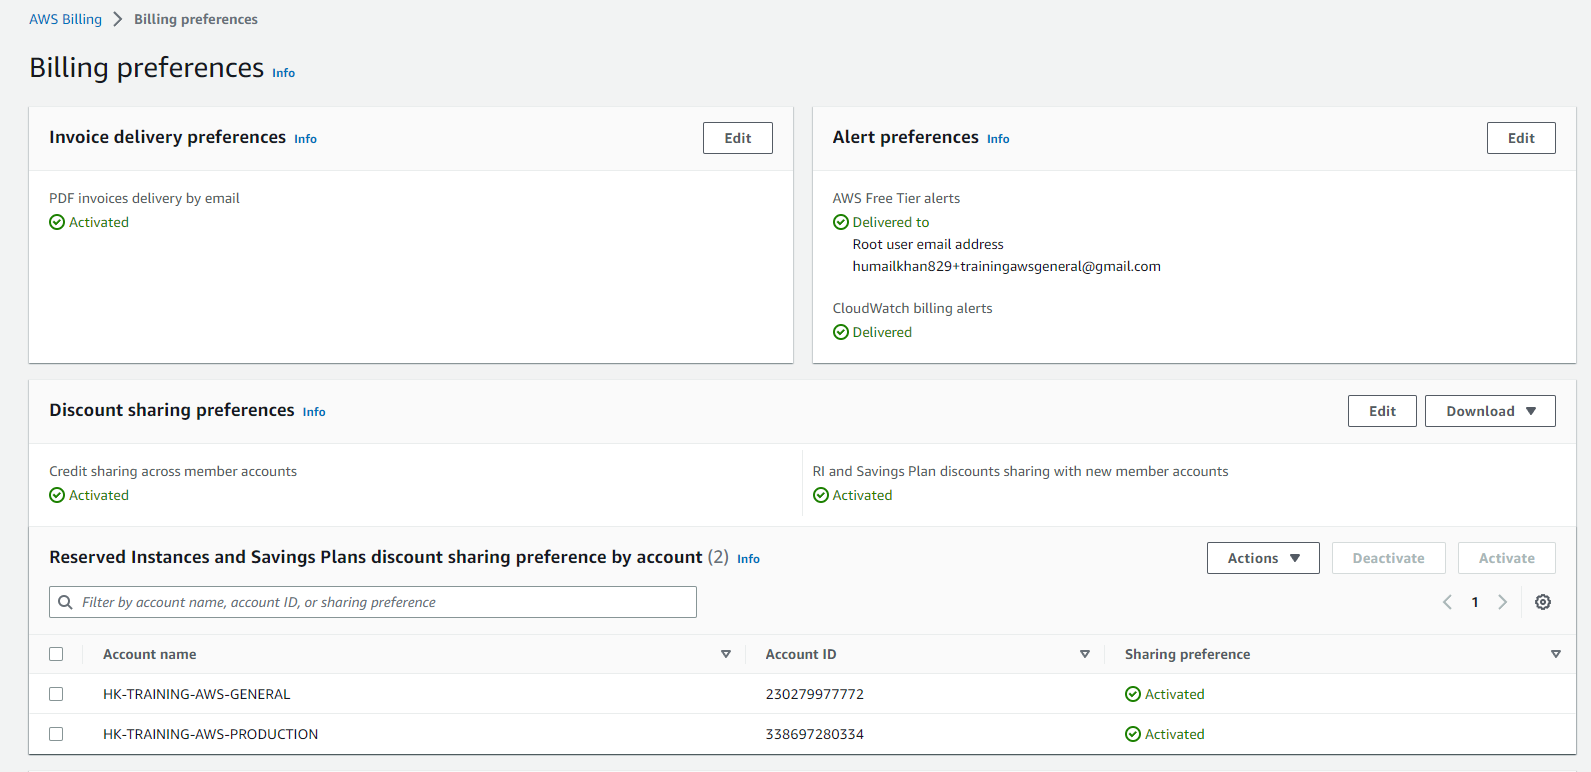 AWS Billing > Billing preferences
Billing preferences Info
Invoice delivery preferences Info
Edit
PDF invoices delivery by email
Activated
Alert preferences Info
Edit
AWS Free Tier alerts
Delivered to
Root user email address
humailkhan829+trainingawsgeneral@gmail.com
CloudWatch billing alerts
Delivered
Discount sharing preferences Info
Edit Download
Credit sharing across member accounts
Activated
RI and Savings Plan discounts sharing with new member accounts
Activated
Reserved Instances and Savings Plans discount sharing preference by account (2) Info
Actions Deactivate Activate
Filter by account name, account ID, or sharing preference
1
Account name Account ID Sharing preference
HK-TRAINING-AWS-GENERAL 230279977772 Activated
HK-TRAINING-AWS-PRODUCTION 338697280334 Activated